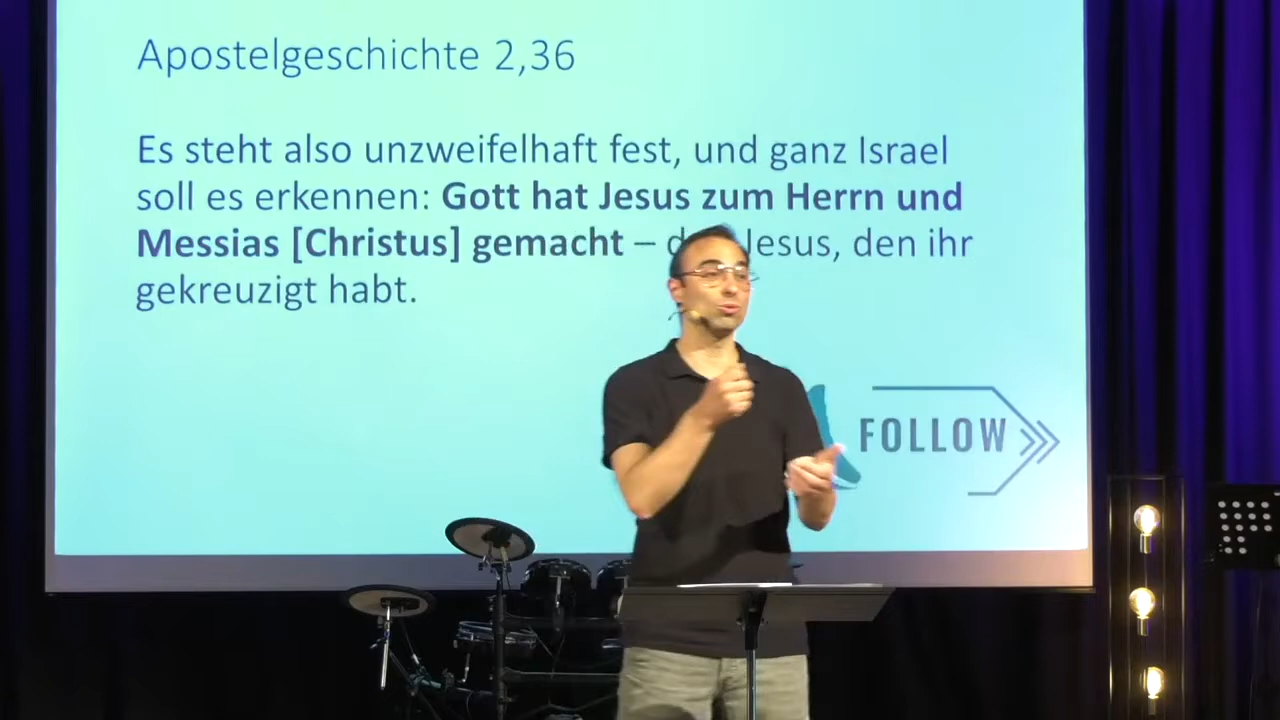 Apostelgeschichte 2,36
Es steht also unzweifelhaft fest, und ganz Israel
soll es erkennen: Gott hat Jesus zum Herrn und
Messias [Christus] gemacht – Jesus, den ihr
gekreuzigt habt.
FOLLOW